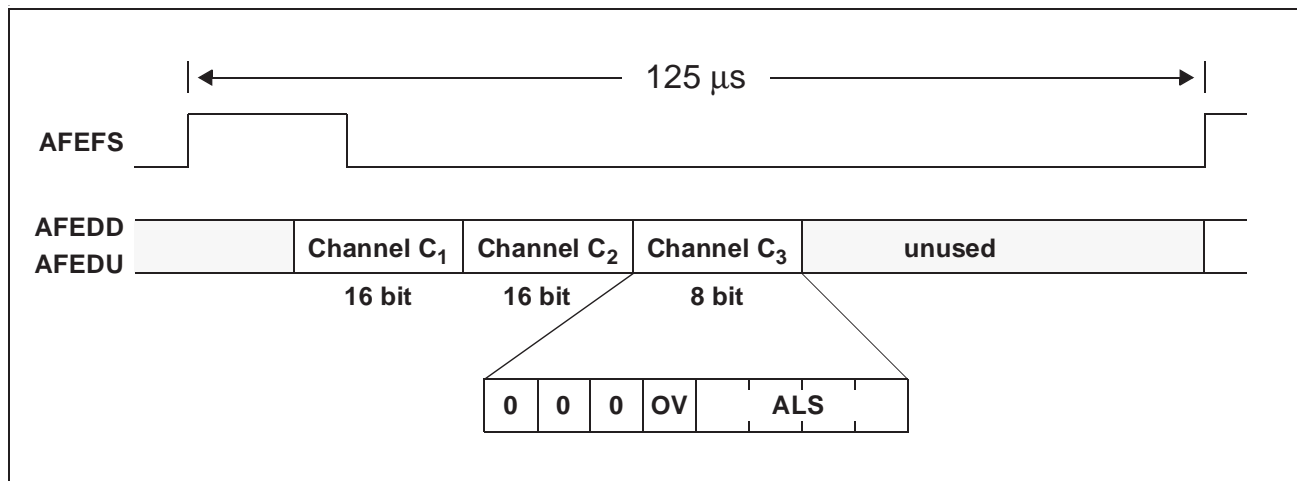 125 µs
AFEFS
AFEDD
AFEDU
Channel C1
Channel C2
Channel C3
unused
16 bit
16 bit
8 bit
0
0
0
OV
ALS